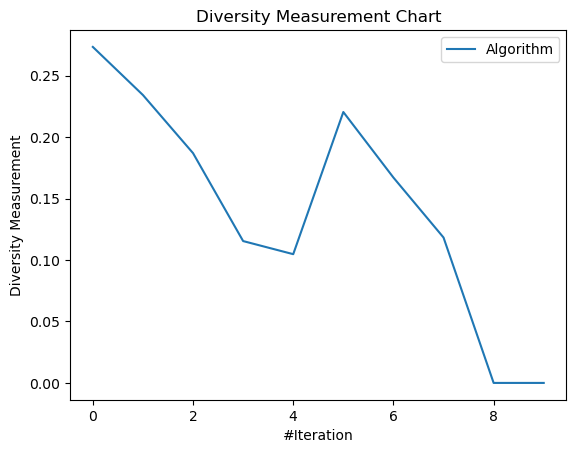 Diversity Measurement Chart
Algorithm
Diversity Measurement
0.25
0.20
0.15
0.10
0.05
0.00
0 2 4 6 8
#Iteration